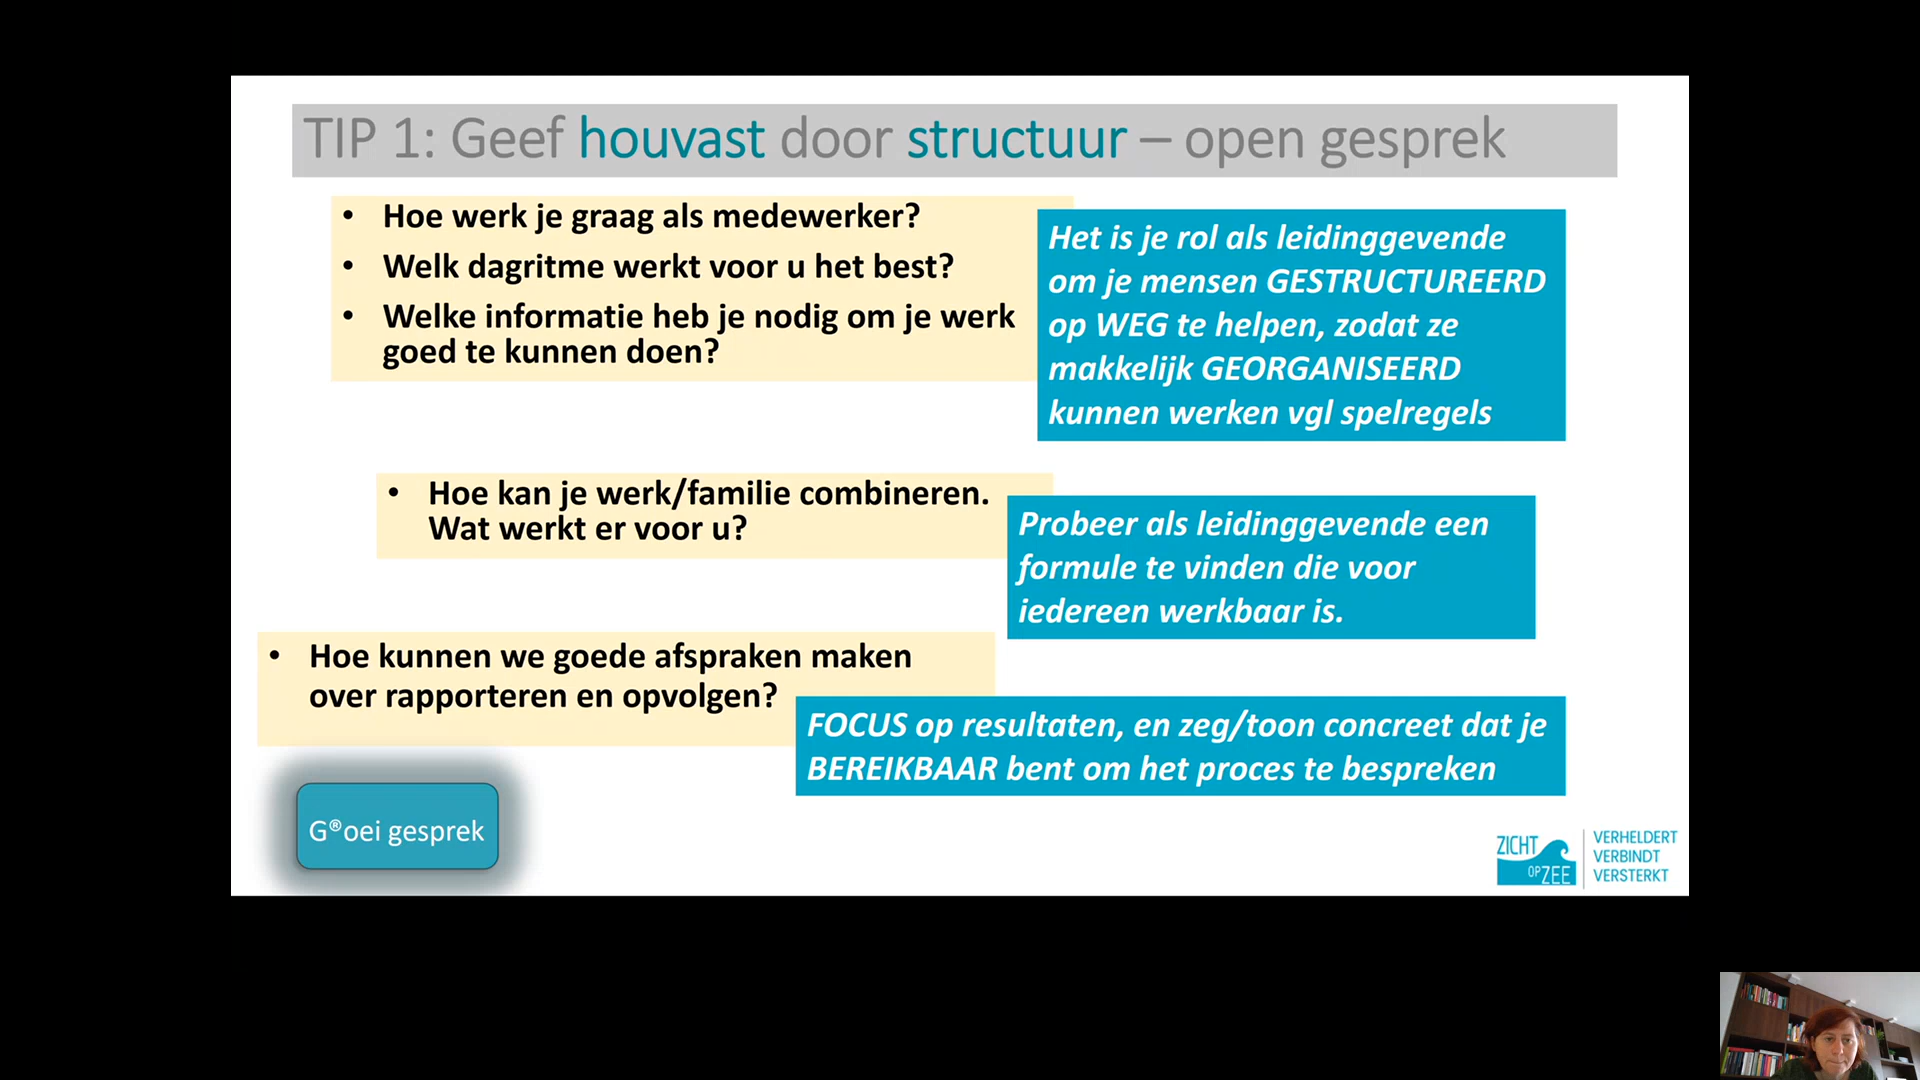 TIP 1: Geef houvast door structuur – open gesprek
• Hoe werk je graag als medewerker?
• Welk dagritme werkt voor u het best?
• Welke informatie heb je nodig om je werk
goed te kunnen doen?
Het is je rol als leidinggevende
om je mensen GESTRUCTUREERD
op WEG te helpen, zodat ze
makkelijk GEORGANISEERD
kunnen werken vgl spelregels
• Hoe kan je werk/familie combineren.
Wat werkt er voor u?
Probeer als leidinggevende een
formule te vinden die voor
iedereen werkbaar is.
• Hoe kunnen we goede afspraken maken
over rapporteren en opvolgen?
FOCUS op resultaten, en zeg/toon concreet dat je
BEREIKBAAR bent om het proces te bespreken
G®oei gesprek
ZICHT
OP ZEE
VERHELDERT
VERBINDT
VERSTERKT